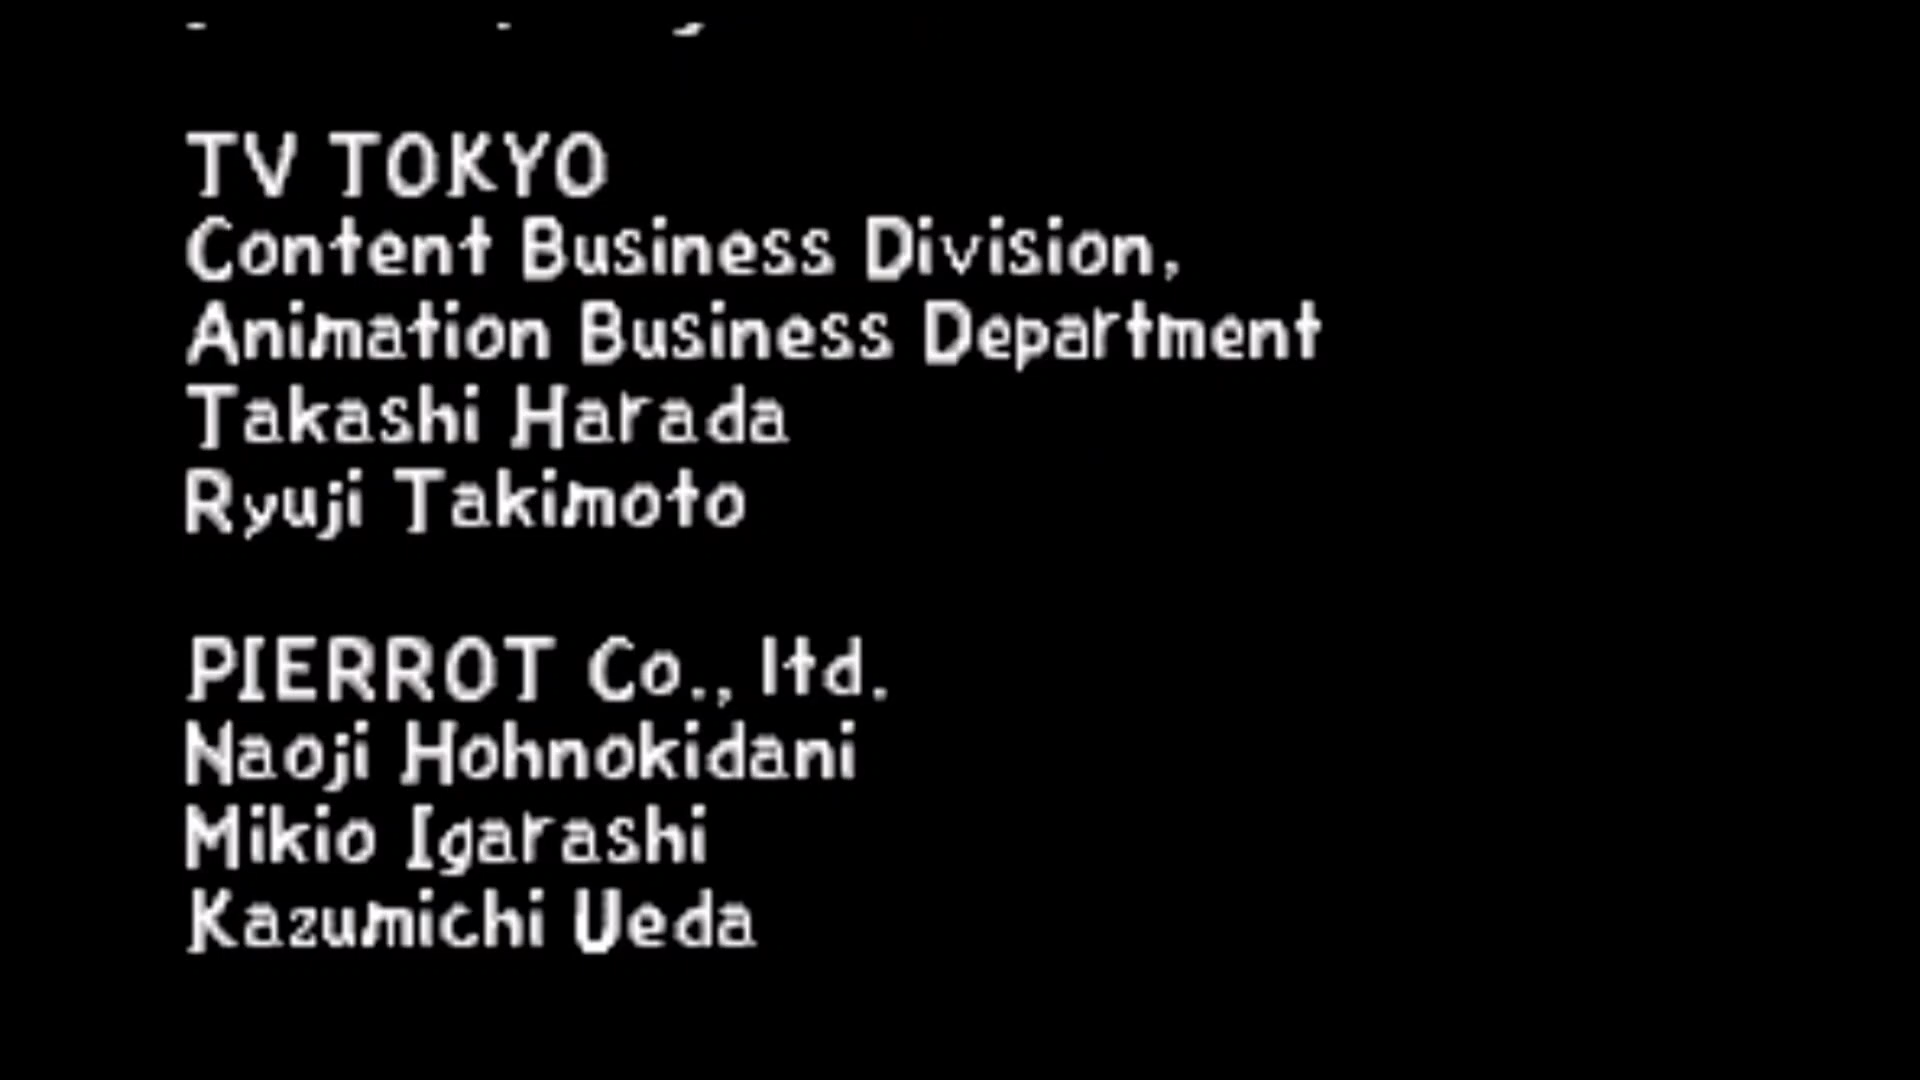 TV TOKYO
Content Business Division,
Animation Business Department
Takashi Harada
Ryuji Takimoto
PIERROT Co., ltd.
Naoji Hohnokidani
Mikio Igarashi
Kazumichi Ueda